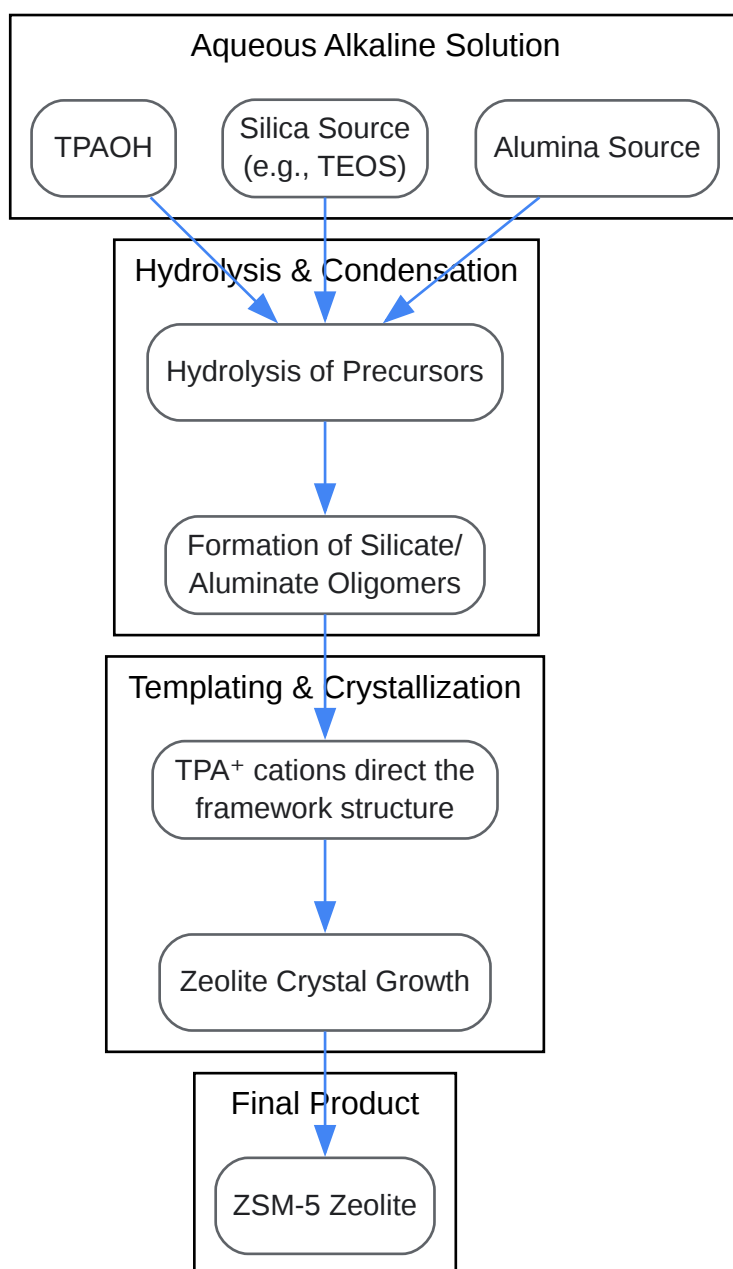 Aqueous Alkaline Solution
TPAOH
Silica Source
(e.g., TEOS)
Alumina Source
Hydrolysis & Condensation
Hydrolysis of Precursors
Formation of Silicate/
Aluminate Oligomers
Templating & Crystallization
TPA⁺ cations direct the
framework structure
Zeolite Crystal Growth
Final Product
ZSM-5 Zeolite